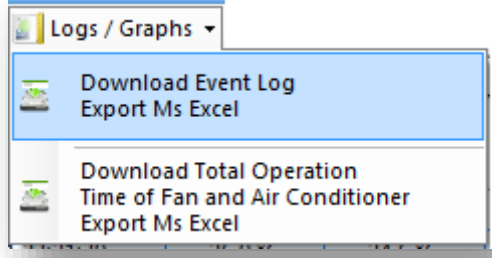 Logs / Graphs
Download Event Log
Export Ms Excel
Download Total Operation
Time of Fan and Air Conditioner
Export Ms Excel